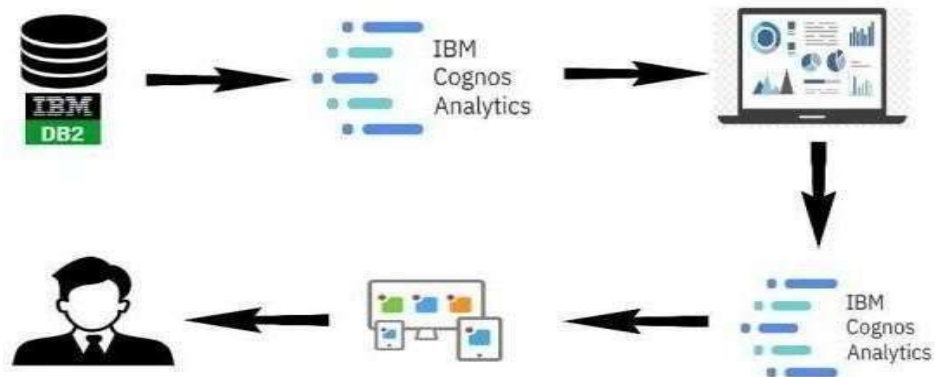 IBM
DB2
IBM
Cognos
Analytics
IBM
Cognos
Analytics